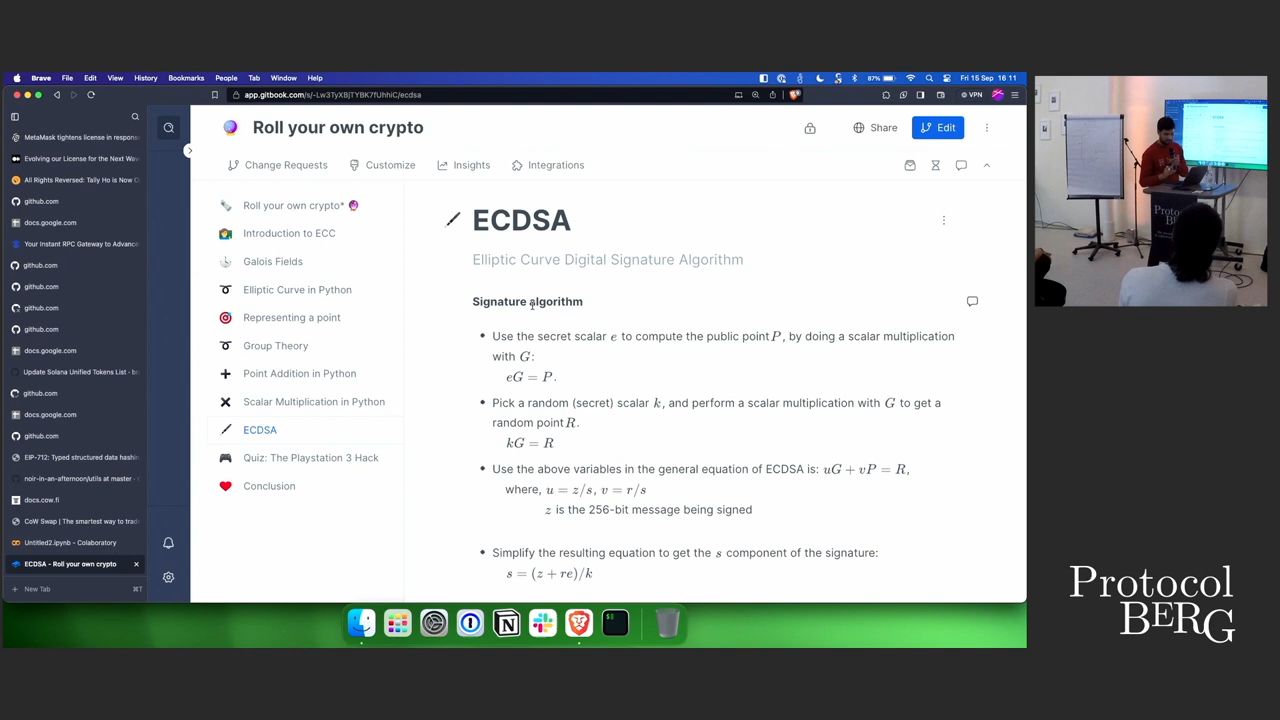 Brave File Edit View History Bookmarks People Tab Window Help
87% Fri 15 Sep 16 11
app.gitbook.com/s/-Lw3TyXBjTYBK7fUhhIC/ecdsa
VPN
MetaMask tightens license in respons
Evolving our License for the Next Wav
All Rights Reversed: Tally Ho is Now O
github.com
docs.google.com
Your Instant RPC Gateway to Advance
github.com
github.com
github.com
github.com
docs.google.com
Update Solana Unified Tokens List - b
github.com
docs.google.com
github.com
EIP-712: Typed structured data hashin
noir-in-an-afternoon/utils at master -
docs.cow.fi
CoW Swap | The smartest way to trad
Untitled2.ipynb - Colaboratory
ECDSA - Roll your own crypto
New Tab ⌘T
Roll your own crypto
Share
Edit
Change Requests Customize Insights Integrations
Roll your own crypto*
Introduction to ECC
Galois Fields
Elliptic Curve in Python
Representing a point
Group Theory
Point Addition in Python
Scalar Multiplication in Python
ECDSA
Quiz: The Playstation 3 Hack
Conclusion
ECDSA
Elliptic Curve Digital Signature Algorithm
Signature algorithm
• Use the secret scalar e to compute the public point P, by doing a scalar multiplication
with G:
eG = P.
• Pick a random (secret) scalar k, and perform a scalar multiplication with G to get a
random point R.
kG = R
• Use the above variables in the general equation of ECDSA is: uG + vP = R,
where, u = z/s, v = r/s
z is the 256-bit message being signed
• Simplify the resulting equation to get the s component of the signature:
s = (z + re)/k
Protocol
BERG